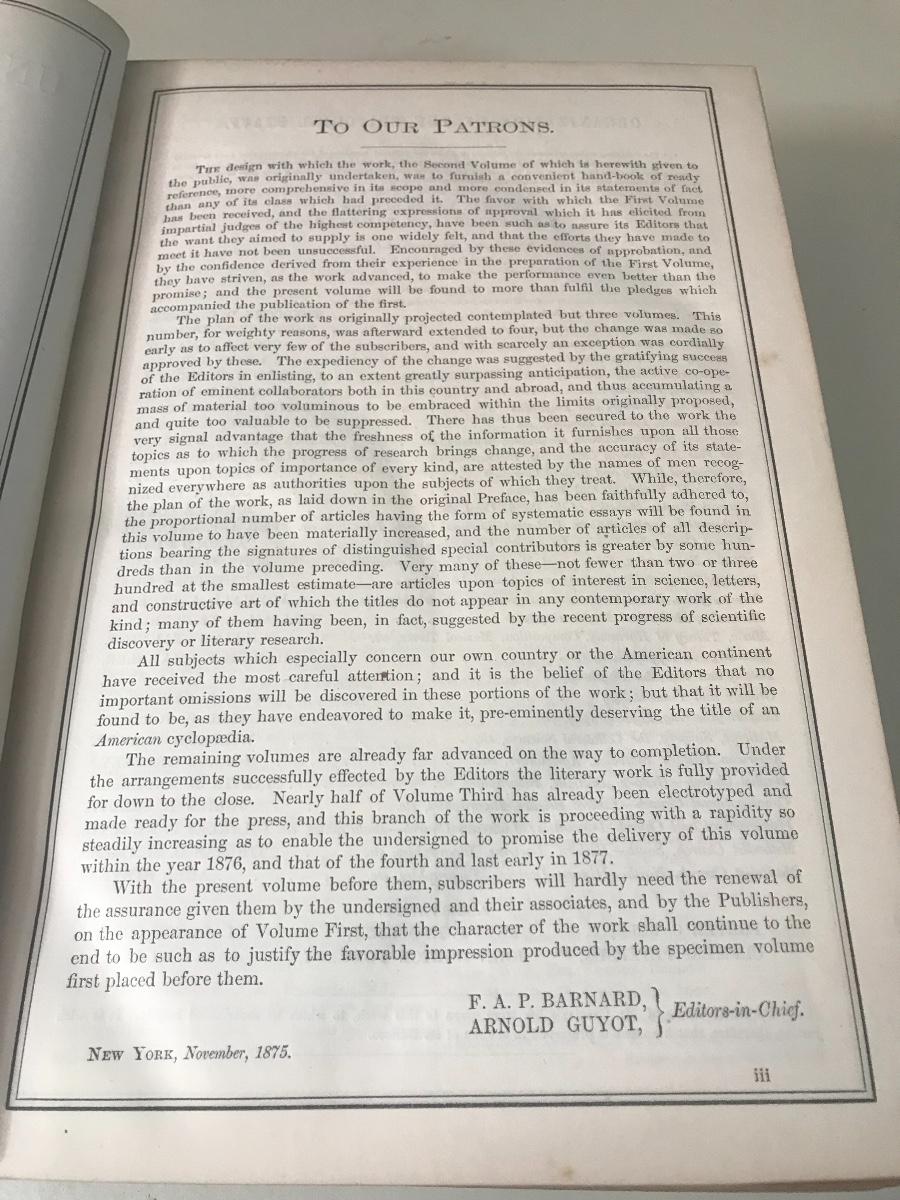 To Our Patrons.
The design with which the work, the Second Volume of which is herewith given to
the public, was originally undertaken, was to furnish a convenient hand-book of ready
reference, more comprehensive in its scope and more condensed in its statements of fact
than any of its class which had preceded it. The favor with which the First Volume
has been received, and the flattering expressions of approval which it has elicited from
impartial judges of the highest competency, have been such as to assure its Editors that
the want they aimed to supply is one widely felt, and that the efforts they have made to
meet it have not been unsuccessful. Encouraged by these evidences of approbation, and
by the confidence derived from their experience in the preparation of the First Volume,
they have striven, as the work advanced, to make the performance even better than the
promise; and the present volume will be found to more than fulfil the pledges which
accompanied the publication of the first.
The plan of the work as originally projected contemplated but three volumes. This
number, for weighty reasons, was afterward extended to four, but the change was made so
early as to affect very few of the subscribers, and with scarcely an exception was cordially
approved by these. The expediency of the change was suggested by the gratifying success
of the Editors in enlisting, to an extent greatly surpassing anticipation, the active co-ope-
ration of eminent collaborators both in this country and abroad, and thus accumulating a
mass of material too voluminous to be embraced within the limits originally proposed,
and quite too valuable to be suppressed. There has thus been secured to the work the
very signal advantage that the freshness of the information it furnishes upon all those
topics as to which the progress of research brings change, and the accuracy of its state-
ments upon topics of importance of every kind, are attested by the names of men recog-
nized everywhere as authorities upon the subjects of which they treat. While, therefore,
the plan of the work, as laid down in the original Preface, has been faithfully adhered to,
the proportional number of articles having the form of systematic essays will be found in
this volume to have been materially increased, and the number of articles of all descrip-
tions bearing the signatures of distinguished special contributors is greater by some hun-
dreds than in the volume preceding. Very many of these—not fewer than two or three
hundred at the smallest estimate—are articles upon topics of interest in science, letters,
and constructive art of which the titles do not appear in any contemporary work of the
kind; many of them having been, in fact, suggested by the recent progress of scientific
discovery or literary research.
All subjects which especially concern our own country or the American continent
have received the most careful attention; and it is the belief of the Editors that no
important omissions will be discovered in these portions of the work; but that it will be
found to be, as they have endeavored to make it, pre-eminently deserving the title of an
American cyclopædia.
The remaining volumes are already far advanced on the way to completion. Under
the arrangements successfully effected by the Editors the literary work is fully provided
for down to the close. Nearly half of Volume Third has already been electrotyped and
made ready for the press, and this branch of the work is proceeding with a rapidity so
steadily increasing as to enable the undersigned to promise the delivery of this volume
within the year 1876, and that of the fourth and last early in 1877.
With the present volume before them, subscribers will hardly need the renewal of
the assurance given them by the undersigned and their associates, and by the Publishers,
on the appearance of Volume First, that the character of the work shall continue to the
end to be such as to justify the favorable impression produced by the specimen volume
first placed before them.
F. A. P. BARNARD,
ARNOLD GUYOT, } Editors-in-Chief.
New York, November, 1875.
iii